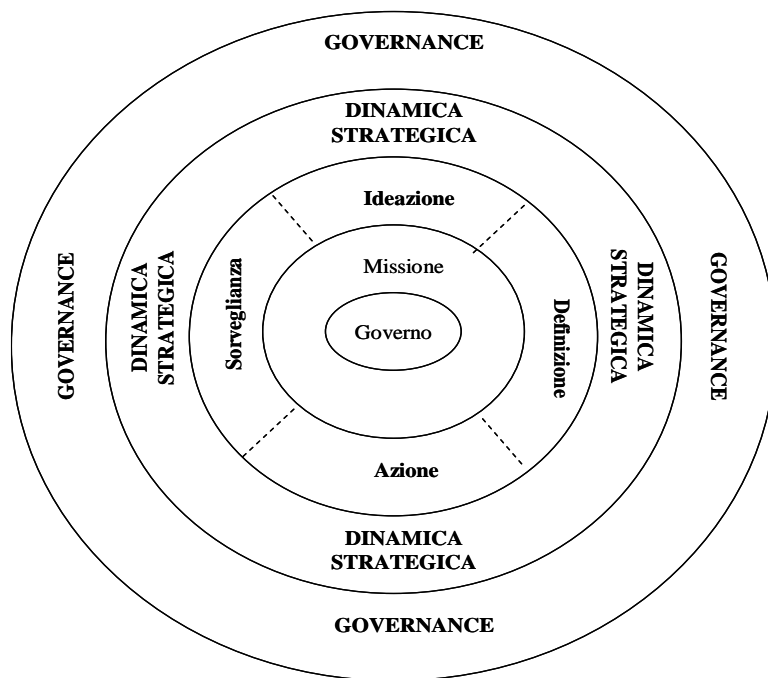 GOVERNANCE
DINAMICA
STRATEGICA
Ideazione
Missione
Governo
GOVERNANCE
DINAMICA
STRATEGICA
Sorveglianza
Definizione
DINAMICA
STRATEGICA
GOVERNANCE
Azione
DINAMICA
STRATEGICA
GOVERNANCE